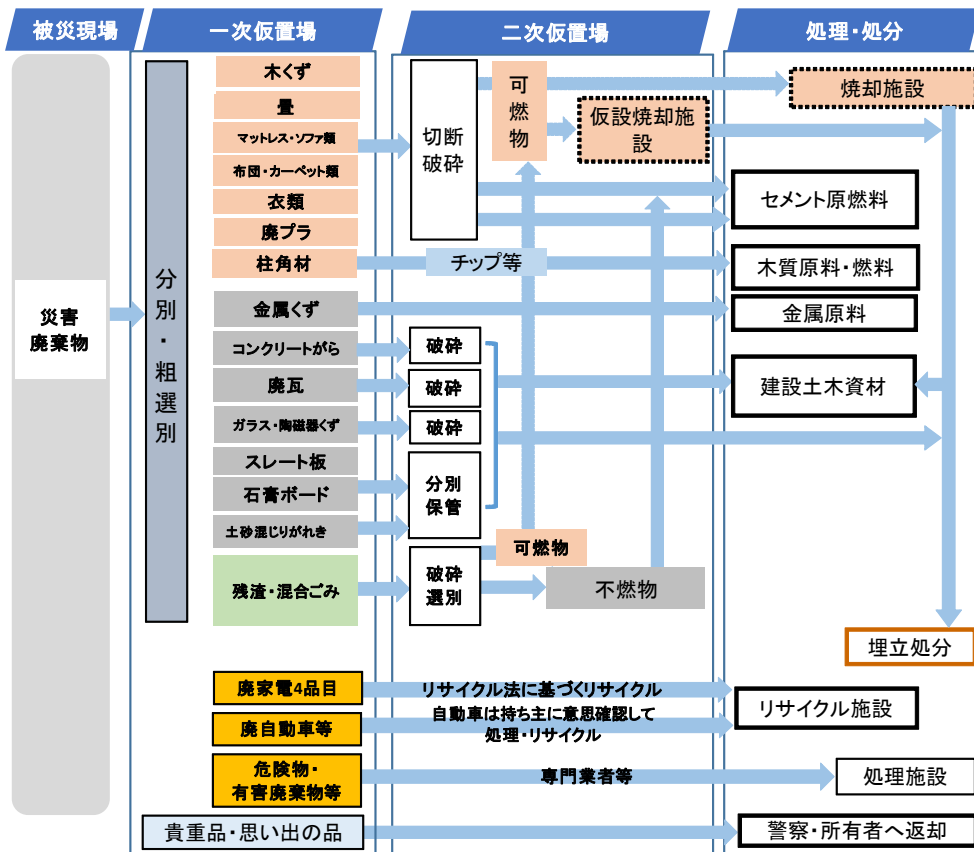 被災現場
一次仮置場
二次仮置場
処理・処分
災害
廃棄物
分別・粗選別
木くず
畳
マットレス・ソファ類
布団・カーペット類
衣類
廃プラ
柱角材
金属くず
コンクリートがら
廃瓦
ガラス・陶磁器くず
スレート板
石膏ボード
土砂混じりがれき
残渣・混合ごみ
廃家電4品目
廃自動車等
危険物・
有害廃棄物等
貴重品・思い出の品
切断
破砕
可燃物
仮設焼却施
設
チップ等
破砕
破砕
破砕
分別
保管
破砕
選別
可燃物
不燃物
リサイクル法に基づくリサイクル
自動車は持ち主に意思確認して
処理・リサイクル
専門業者等
焼却施設
セメント原燃料
木質原料・燃料
金属原料
建設土木資材
埋立処分
リサイクル施設
処理施設
警察・所有者へ返却